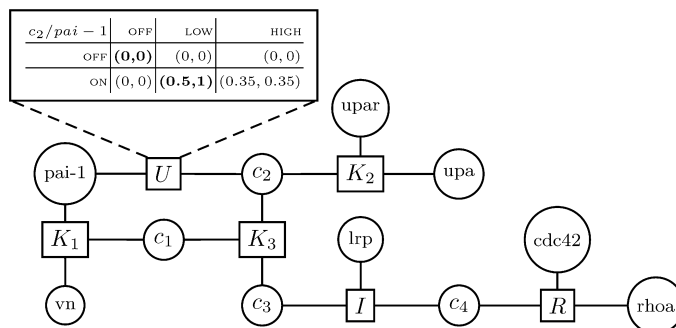 c₂/pai − 1 OFF LOW HIGH
OFF (0,0) (0, 0) (0, 0)
ON (0, 0) (0.5,1) (0.35, 0.35)
upar
pai-1 U c₂ K₂ upa
K₁ c₁ K₃ lrp cdc42
vn c₃ I c₄ R rhoa